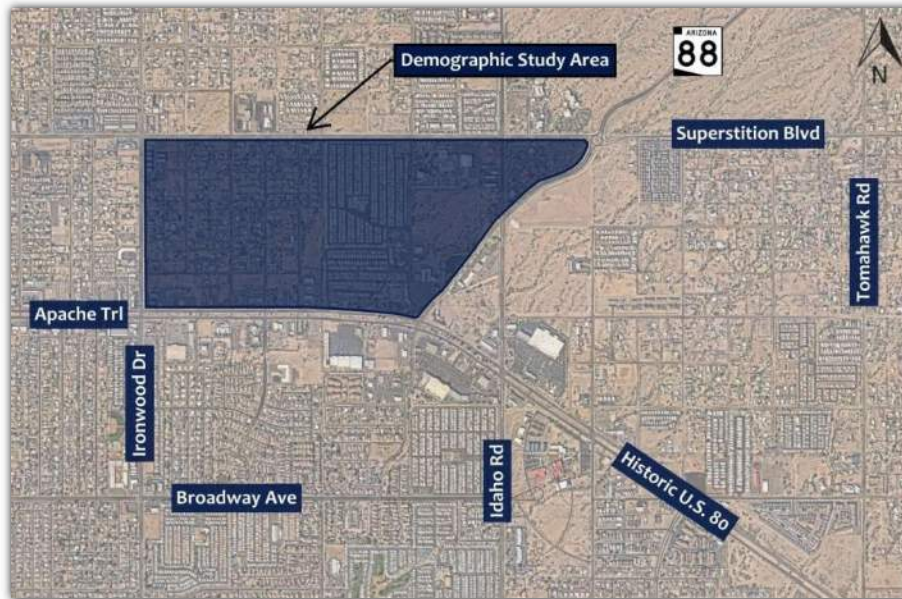 ARIZONA
88
N
Demographic Study Area
Superstition Blvd
Tomahawk Rd
Apache Trl
Ironwood Dr
Idaho Rd
Historic U.S. 80
Broadway Ave